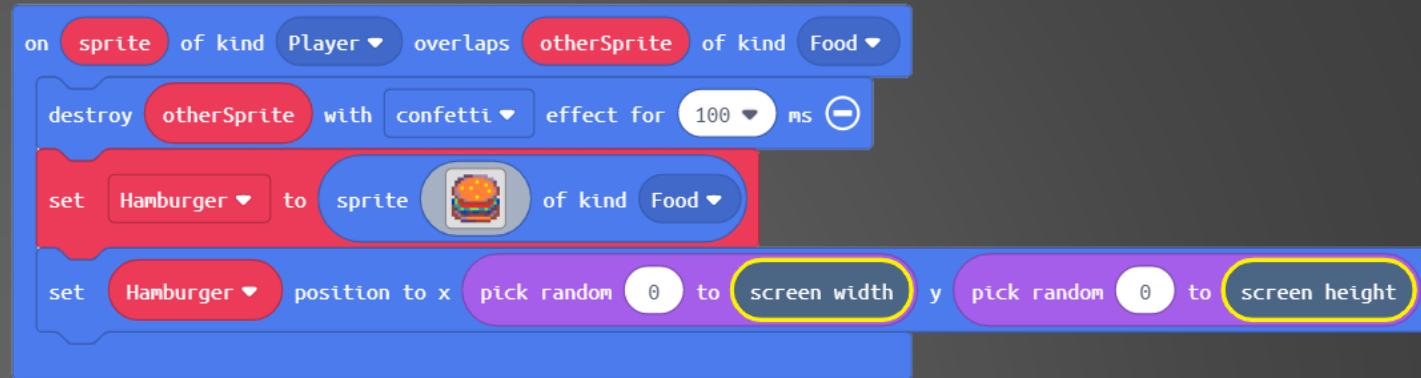 on sprite of kind Player overlaps otherSprite of kind Food
destroy otherSprite with confetti effect for 100 ms
set Hamburger to sprite of kind Food
set Hamburger position to x pick random 0 to screen width y pick random 0 to screen height